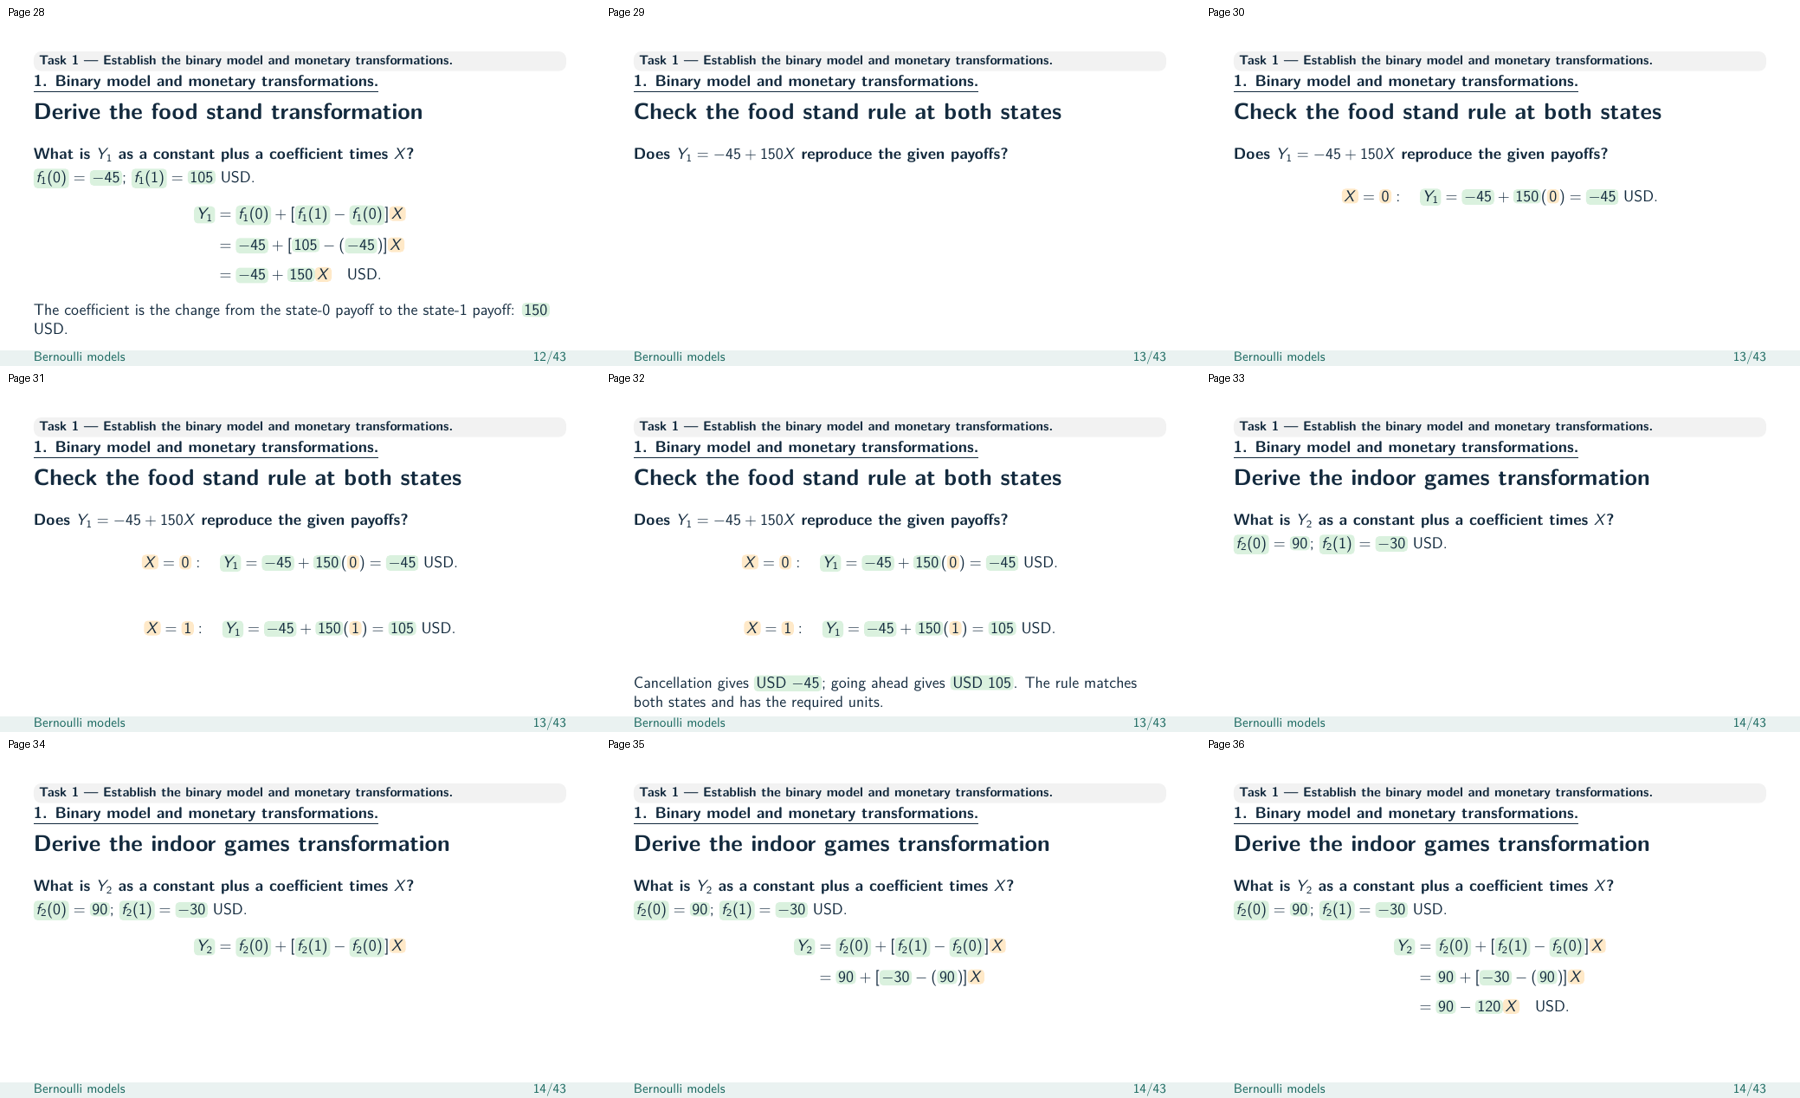 Page 28
Task 1 — Establish the binary model and monetary transformations.
1. Binary model and monetary transformations.
Derive the food stand transformation
What is Y₁ as a constant plus a coefficient times X?
f₁(0) = −45; f₁(1) = 105 USD.
Y₁ = f₁(0) + [f₁(1) − f₁(0)]X
= −45 + [105 − (−45)]X
= −45 + 150X USD.
The coefficient is the change from the state-0 payoff to the state-1 payoff: 150
USD.
Bernoulli models 12/43
Page 29
Task 1 — Establish the binary model and monetary transformations.
1. Binary model and monetary transformations.
Check the food stand rule at both states
Does Y₁ = −45 + 150X reproduce the given payoffs?
Bernoulli models 13/43
Page 30
Task 1 — Establish the binary model and monetary transformations.
1. Binary model and monetary transformations.
Check the food stand rule at both states
Does Y₁ = −45 + 150X reproduce the given payoffs?
X = 0 : Y₁ = −45 + 150(0) = −45 USD.
Bernoulli models 13/43
Page 31
Task 1 — Establish the binary model and monetary transformations.
1. Binary model and monetary transformations.
Check the food stand rule at both states
Does Y₁ = −45 + 150X reproduce the given payoffs?
X = 0 : Y₁ = −45 + 150(0) = −45 USD.
X = 1 : Y₁ = −45 + 150(1) = 105 USD.
Bernoulli models 13/43
Page 32
Task 1 — Establish the binary model and monetary transformations.
1. Binary model and monetary transformations.
Check the food stand rule at both states
Does Y₁ = −45 + 150X reproduce the given payoffs?
X = 0 : Y₁ = −45 + 150(0) = −45 USD.
X = 1 : Y₁ = −45 + 150(1) = 105 USD.
Cancellation gives USD −45; going ahead gives USD 105. The rule matches
both states and has the required units.
Bernoulli models 13/43
Page 33
Task 1 — Establish the binary model and monetary transformations.
1. Binary model and monetary transformations.
Derive the indoor games transformation
What is Y₂ as a constant plus a coefficient times X?
f₂(0) = 90; f₂(1) = −30 USD.
Bernoulli models 14/43
Page 34
Task 1 — Establish the binary model and monetary transformations.
1. Binary model and monetary transformations.
Derive the indoor games transformation
What is Y₂ as a constant plus a coefficient times X?
f₂(0) = 90; f₂(1) = −30 USD.
Y₂ = f₂(0) + [f₂(1) − f₂(0)]X
Bernoulli models 14/43
Page 35
Task 1 — Establish the binary model and monetary transformations.
1. Binary model and monetary transformations.
Derive the indoor games transformation
What is Y₂ as a constant plus a coefficient times X?
f₂(0) = 90; f₂(1) = −30 USD.
Y₂ = f₂(0) + [f₂(1) − f₂(0)]X
= 90 + [−30 − (90)]X
Bernoulli models 14/43
Page 36
Task 1 — Establish the binary model and monetary transformations.
1. Binary model and monetary transformations.
Derive the indoor games transformation
What is Y₂ as a constant plus a coefficient times X?
f₂(0) = 90; f₂(1) = −30 USD.
Y₂ = f₂(0) + [f₂(1) − f₂(0)]X
= 90 + [−30 − (90)]X
= 90 − 120X USD.
Bernoulli models 14/43